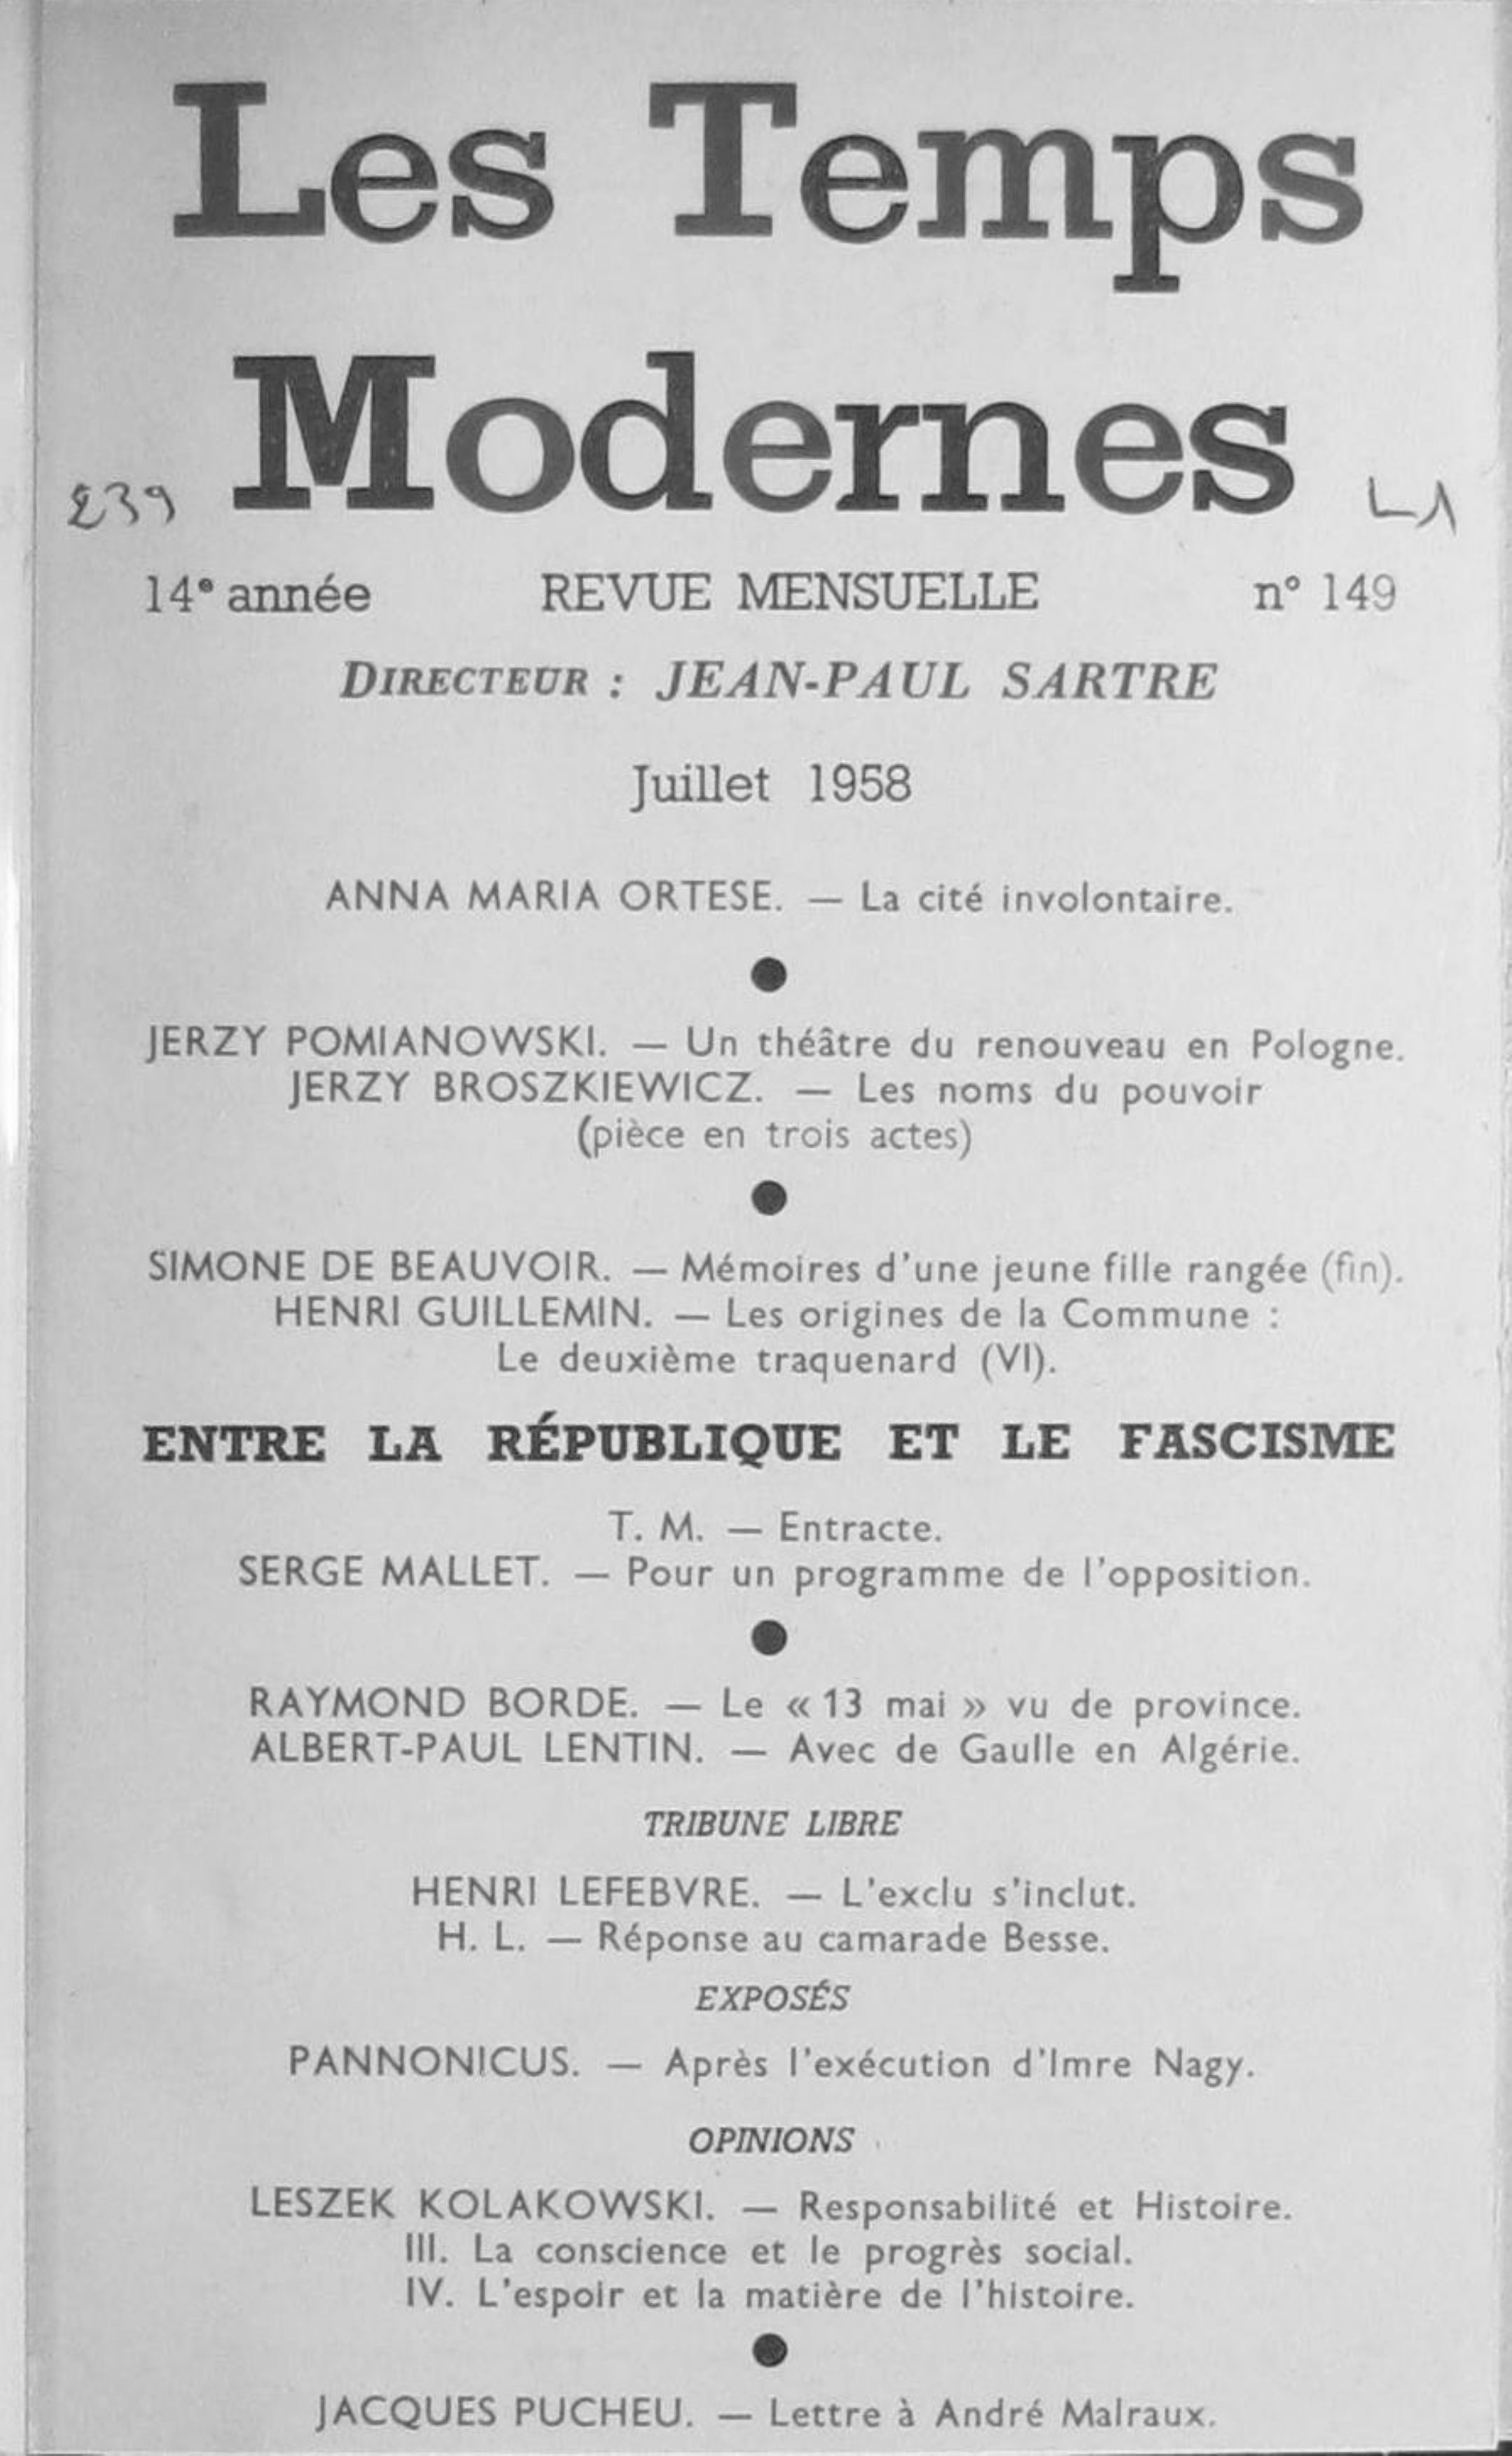 Les Temps
Modernes
239
L1
14e année REVUE MENSUELLE n° 149
DIRECTEUR : JEAN-PAUL SARTRE
Juillet 1958
ANNA MARIA ORTESE. — La cité involontaire.
JERZY POMIANOWSKI. — Un théâtre du renouveau en Pologne.
JERZY BROSZKIEWICZ. — Les noms du pouvoir
(pièce en trois actes)
SIMONE DE BEAUVOIR. — Mémoires d'une jeune fille rangée (fin).
HENRI GUILLEMIN. — Les origines de la Commune :
Le deuxième traquenard (VI).
ENTRE LA RÉPUBLIQUE ET LE FASCISME
T. M. — Entracte.
SERGE MALLET. — Pour un programme de l'opposition.
RAYMOND BORDE. — Le « 13 mai » vu de province.
ALBERT-PAUL LENTIN. — Avec de Gaulle en Algérie.
TRIBUNE LIBRE
HENRI LEFEBVRE. — L'exclu s'inclut.
H. L. — Réponse au camarade Besse.
EXPOSÉS
PANNONICUS. — Après l'exécution d'Imre Nagy.
OPINIONS
LESZEK KOLAKOWSKI. — Responsabilité et Histoire.
III. La conscience et le progrès social.
IV. L'espoir et la matière de l'histoire.
JACQUES PUCHEU. — Lettre à André Malraux.